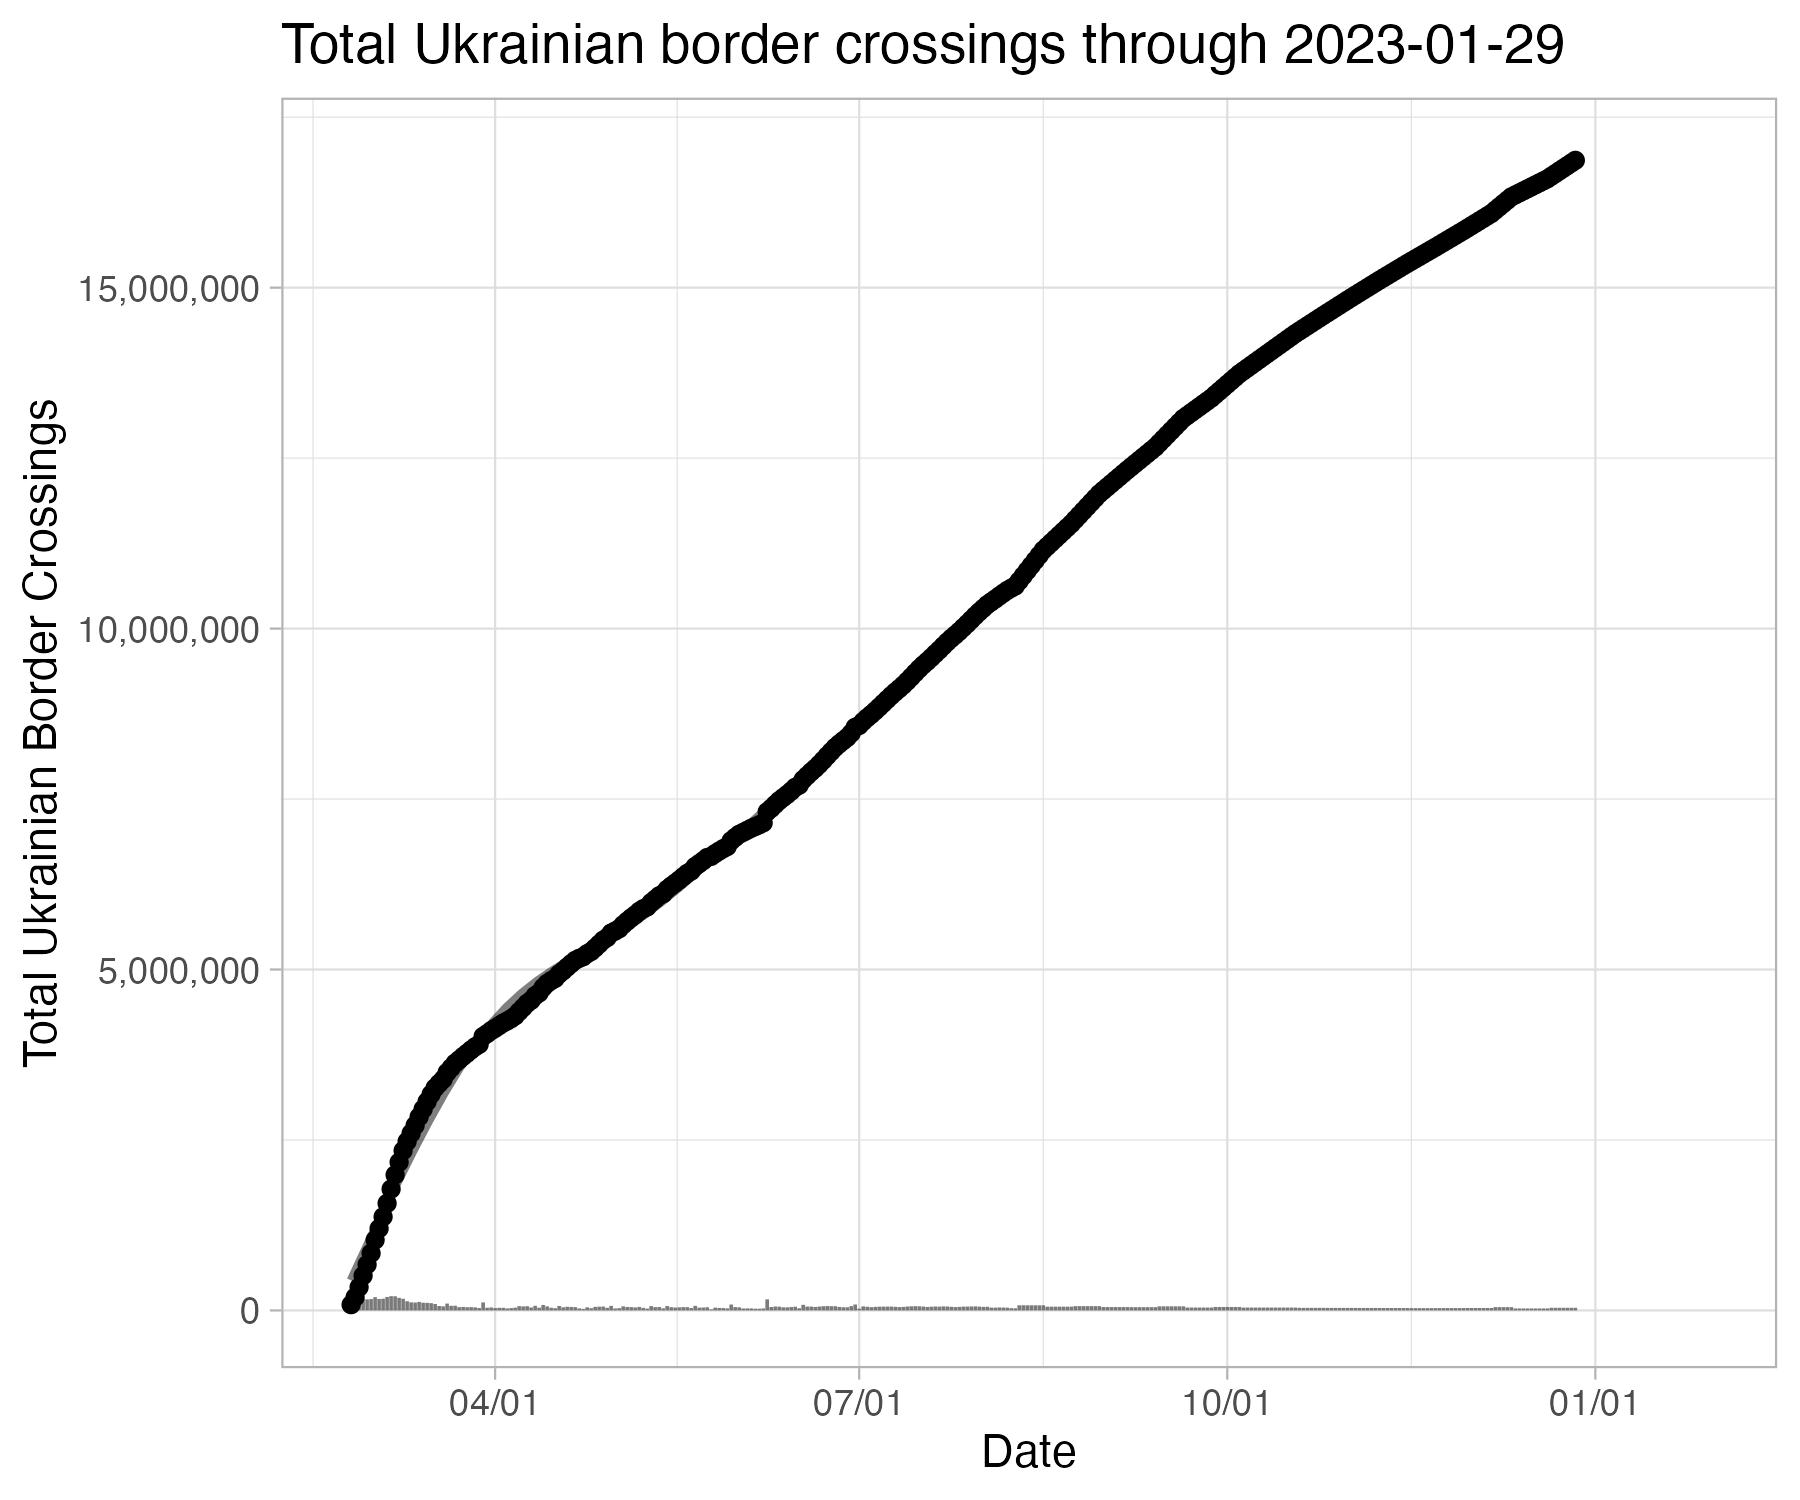 Total Ukrainian border crossings through 2023-01-29
Total Ukrainian Border Crossings
15,000,000
10,000,000
5,000,000
0
04/01
07/01
10/01
01/01
Date